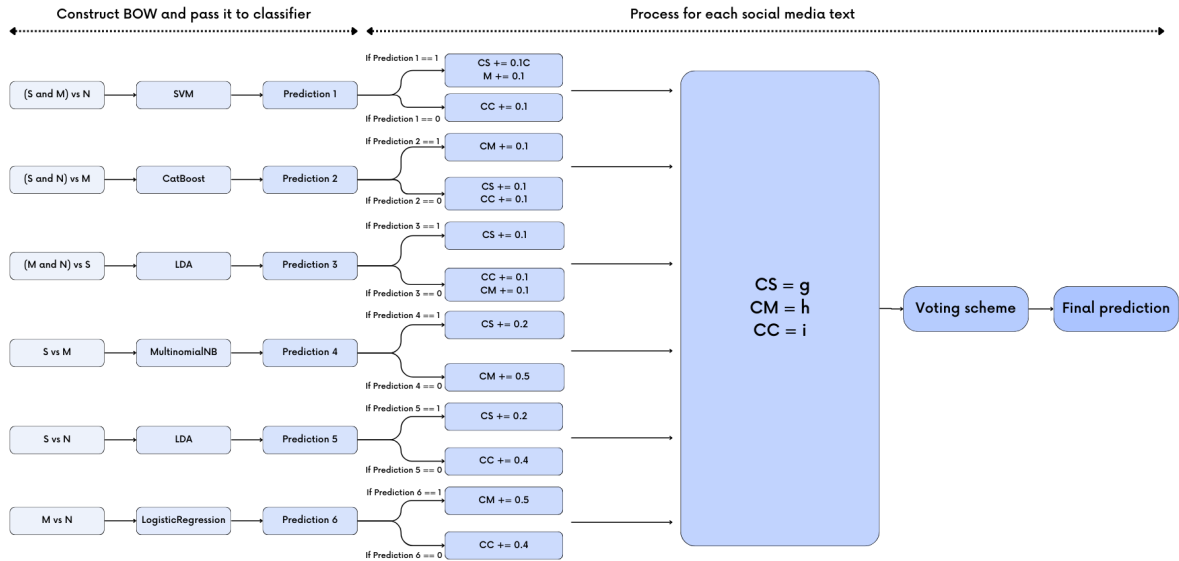 Construct BOW and pass it to classifier
Process for each social media text
(S and M) vs N
SVM
Prediction 1
If Prediction 1 == 1
CS += 0.1C
M += 0.1
CC += 0.1
If Prediction 1 == 0
(S and N) vs M
CatBoost
Prediction 2
If Prediction 2 == 1
CM += 0.1
CS += 0.1
CC += 0.1
If Prediction 2 == 0
(M and N) vs S
LDA
Prediction 3
If Prediction 3 == 1
CS += 0.1
CC += 0.1
CM += 0.1
If Prediction 3 == 0
S vs M
MultinomialNB
Prediction 4
If Prediction 4 == 1
CS += 0.2
CM += 0.5
If Prediction 4 == 0
S vs N
LDA
Prediction 5
If Prediction 5 == 1
CS += 0.2
CC += 0.4
If Prediction 5 == 0
M vs N
LogisticRegression
Prediction 6
If Prediction 6 == 1
CM += 0.5
CC += 0.4
If Prediction 6 == 0
CS = g
CM = h
CC = i
Voting scheme
Final prediction